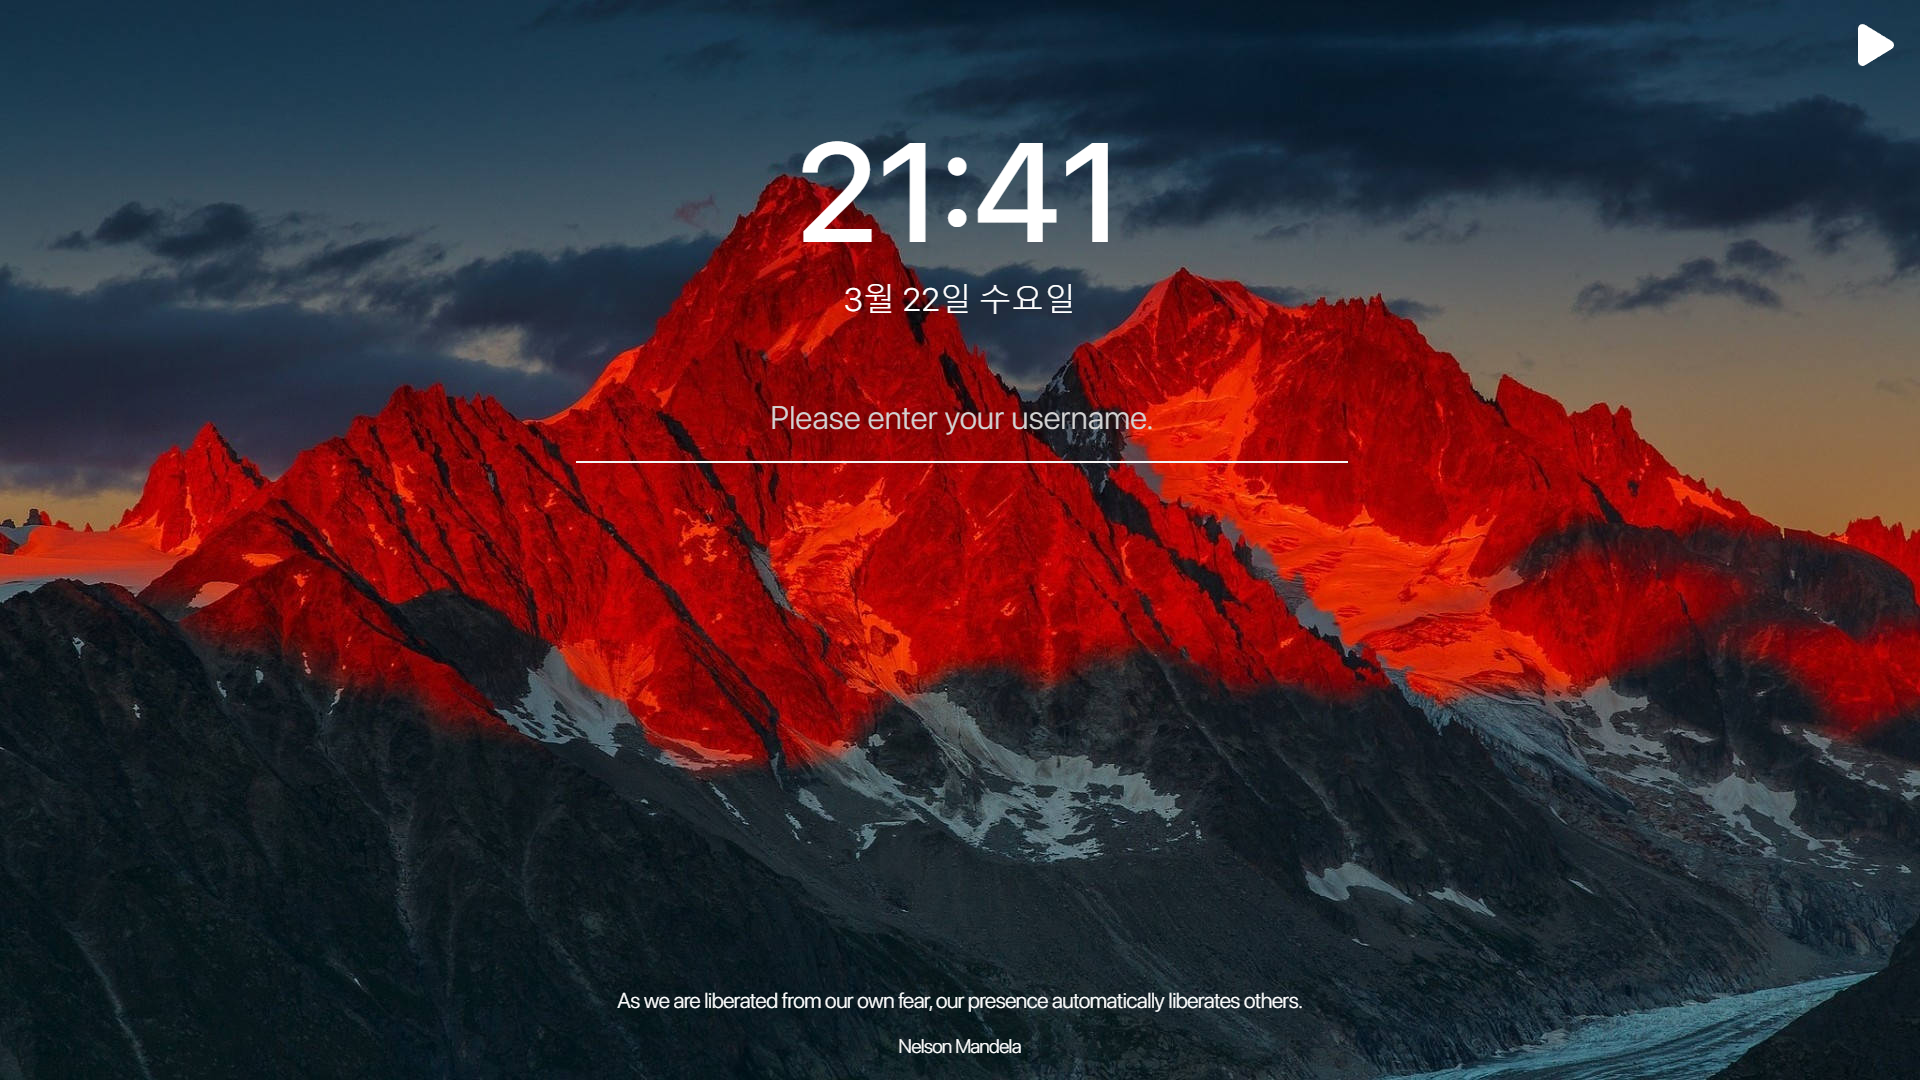 21:41
3월 22일 수요일
Please enter your username.
As we are liberated from our own fear, our presence automatically liberates others.
Nelson Mandela